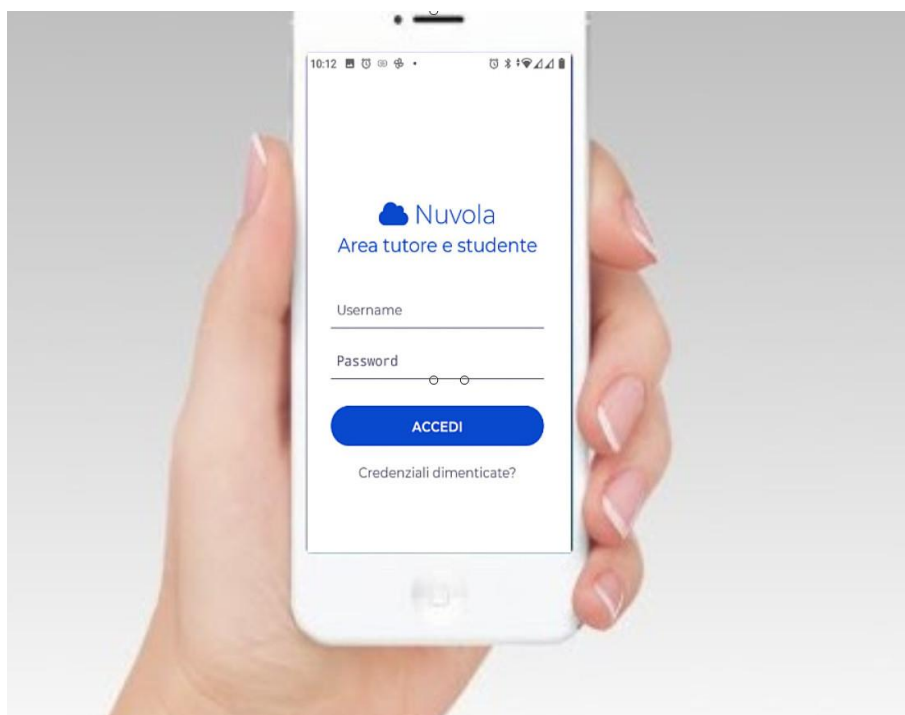 10:12
Nuvola
Area tutore e studente
Username
Password
ACCEDI
Credenziali dimenticate?